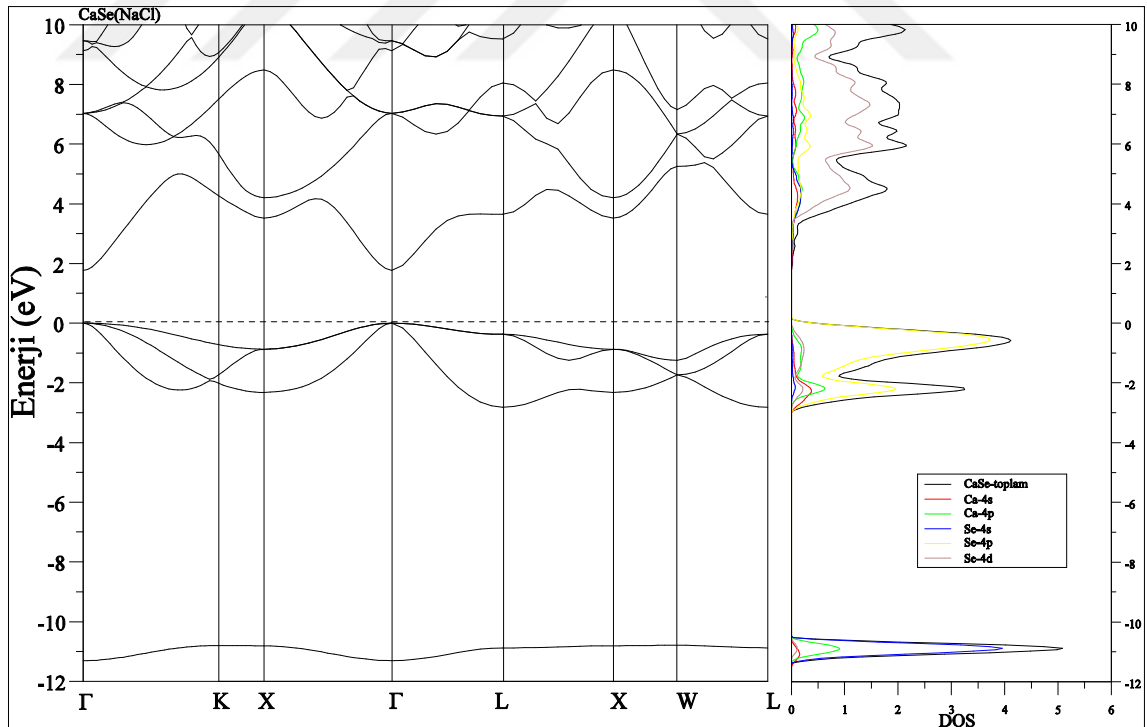 CaSe(NaCl)
Enerji (eV)
10
8
6
4
2
0
-2
-4
-6
-8
-10
-12
Γ K X Γ L X W L
10
8
6
4
2
0
-2
-4
-6
-8
-10
-12
CaSe-toplam
Ca-4s
Ca-4p
Se-4s
Se-4p
Se-4d
0 1 2 3 4 5 6
DOS